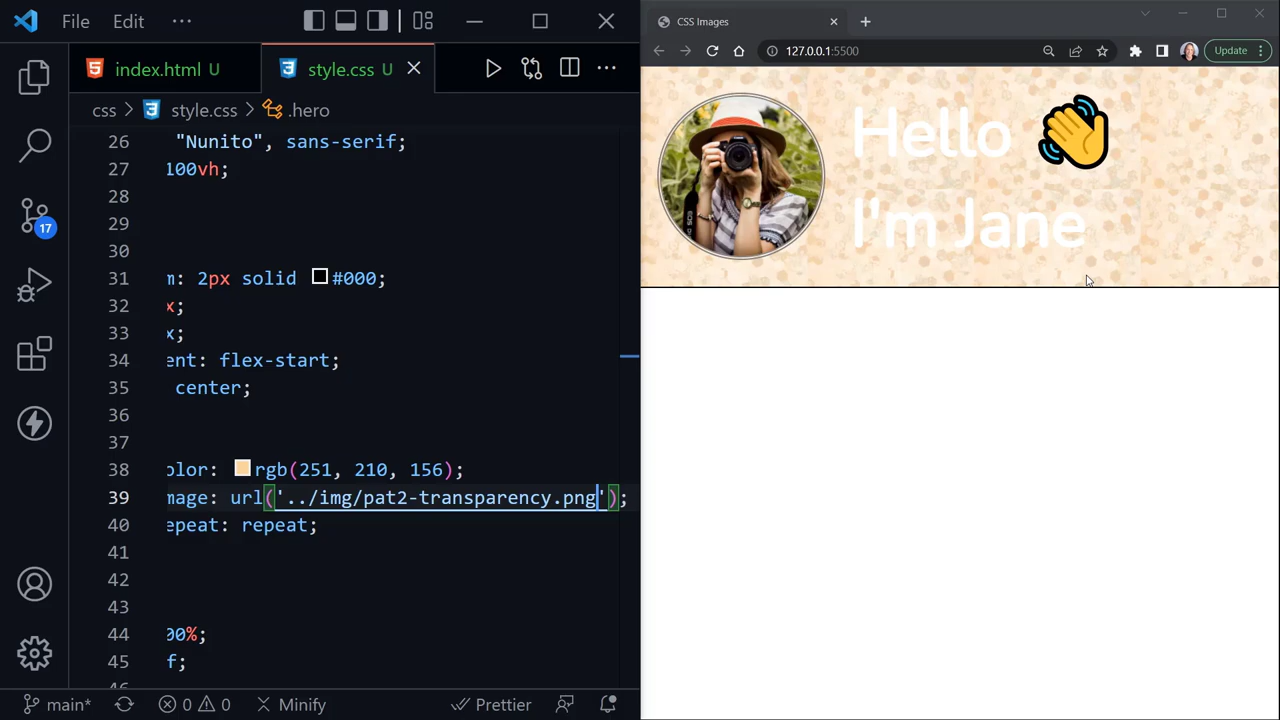 File Edit ...
index.html U
style.css U
css > style.css > .hero
26 "Nunito", sans-serif;
27 100vh;
28
29
30
31 m: 2px solid #000;
32 x;
33 x;
34 ent: flex-start;
35 center;
36
37
38 olor: rgb(251, 210, 156);
39 mage: url('../img/pat2-transparency.png');
40 epeat: repeat;
41
42
43
44 00%;
45 f;
17
main* 0 0 Minify Prettier
CSS Images
127.0.0.1:5500 Update
Hello 👋
I'm Jane